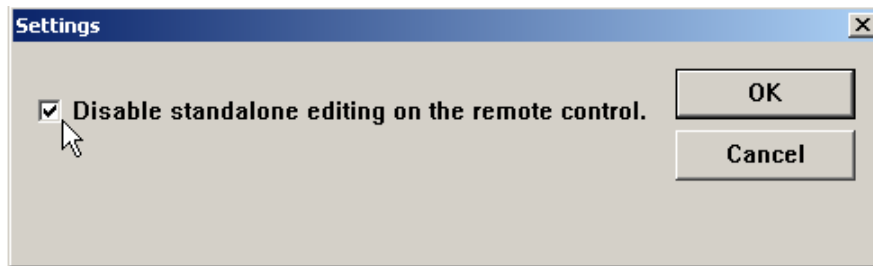 Settings
Disable standalone editing on the remote control.
OK
Cancel